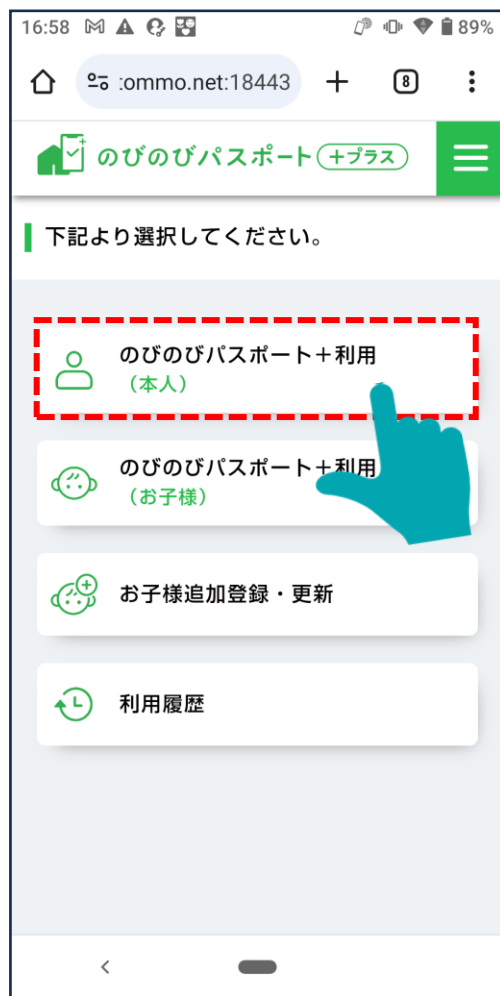 16:58
89%
:ommo.net:18443
8
のびのびパスポート+プラス
下記より選択してください。
のびのびパスポート＋利用
（本人）
のびのびパスポート＋利用
（お子様）
お子様追加登録・更新
利用履歴